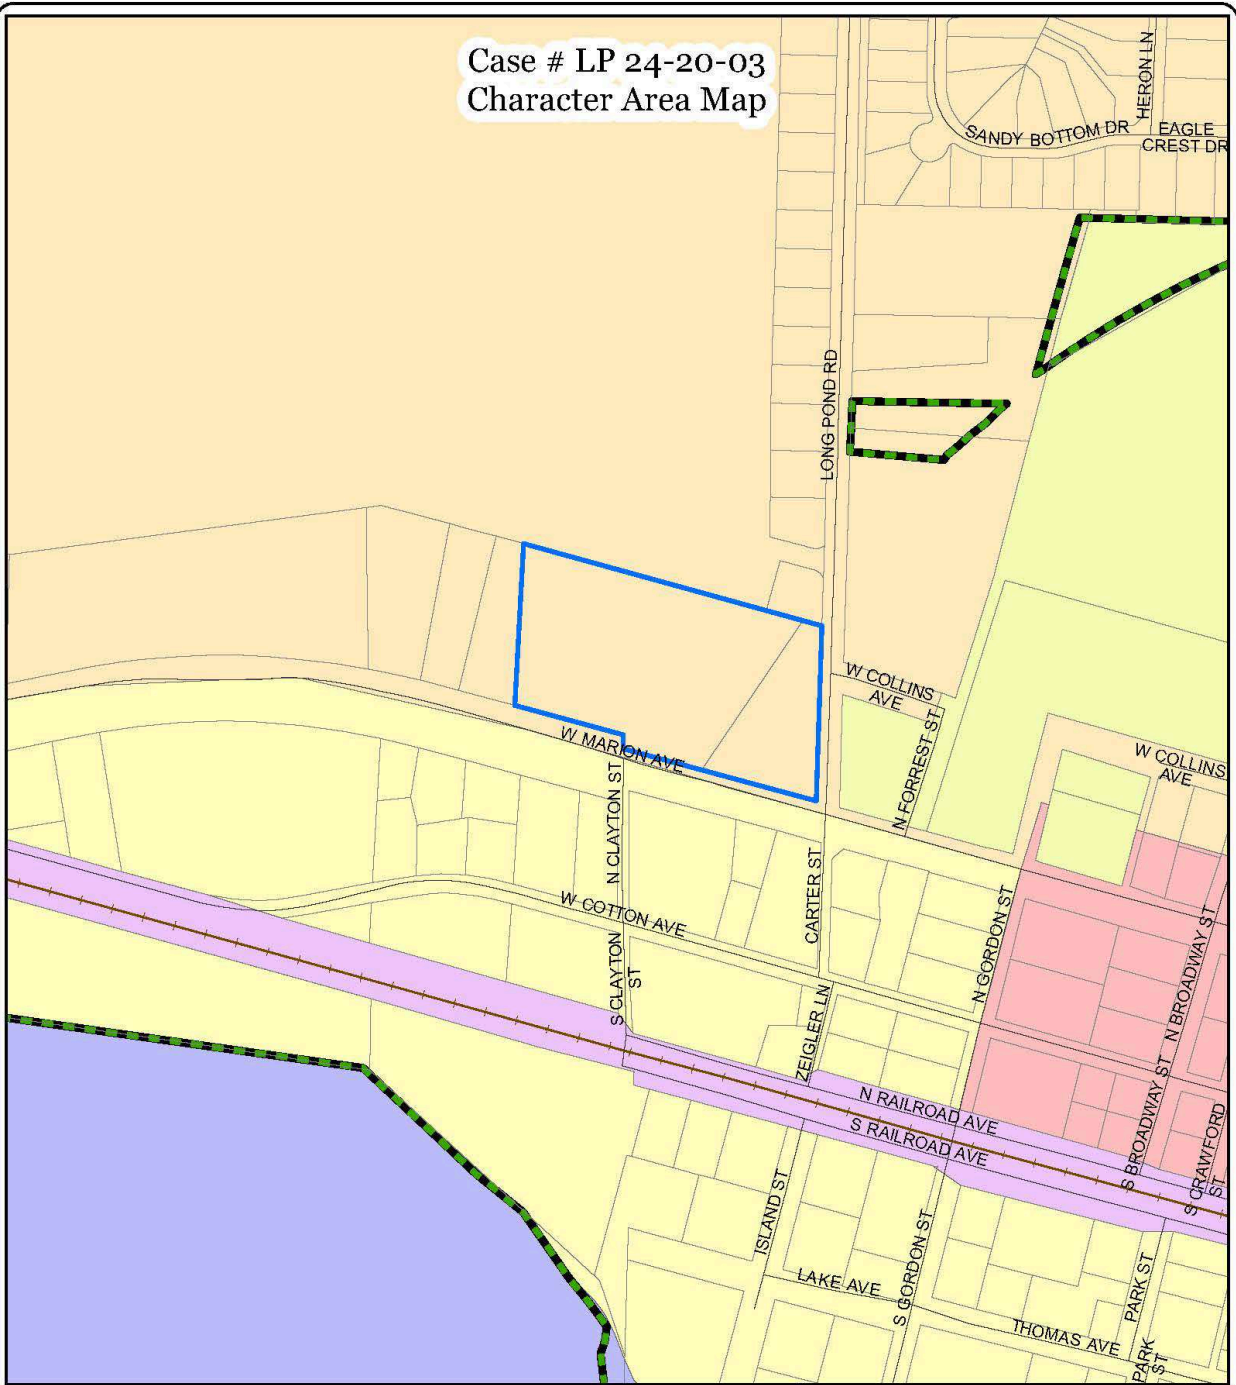 Case # LP 24-20-03
Character Area Map
HERON LN
SANDY BOTTOM DR
EAGLE
CREST DR
LONG POND RD
W COLLINS
AVE
N FORREST ST
W MARION AVE
W COLLINS
AVE
N CLAYTON ST
CARTER ST
W COTTON AVE
N GORDON ST
N BROADWAY ST
S CLAYTON
ST
ZEIGLER LN
N RAILROAD AVE
S RAILROAD AVE
S BROADWAY ST
S CRAWFORD
ST
ISLAND ST
S GORDON ST
LAKE AVE
PARK ST
THOMAS AVE
PARK
ST